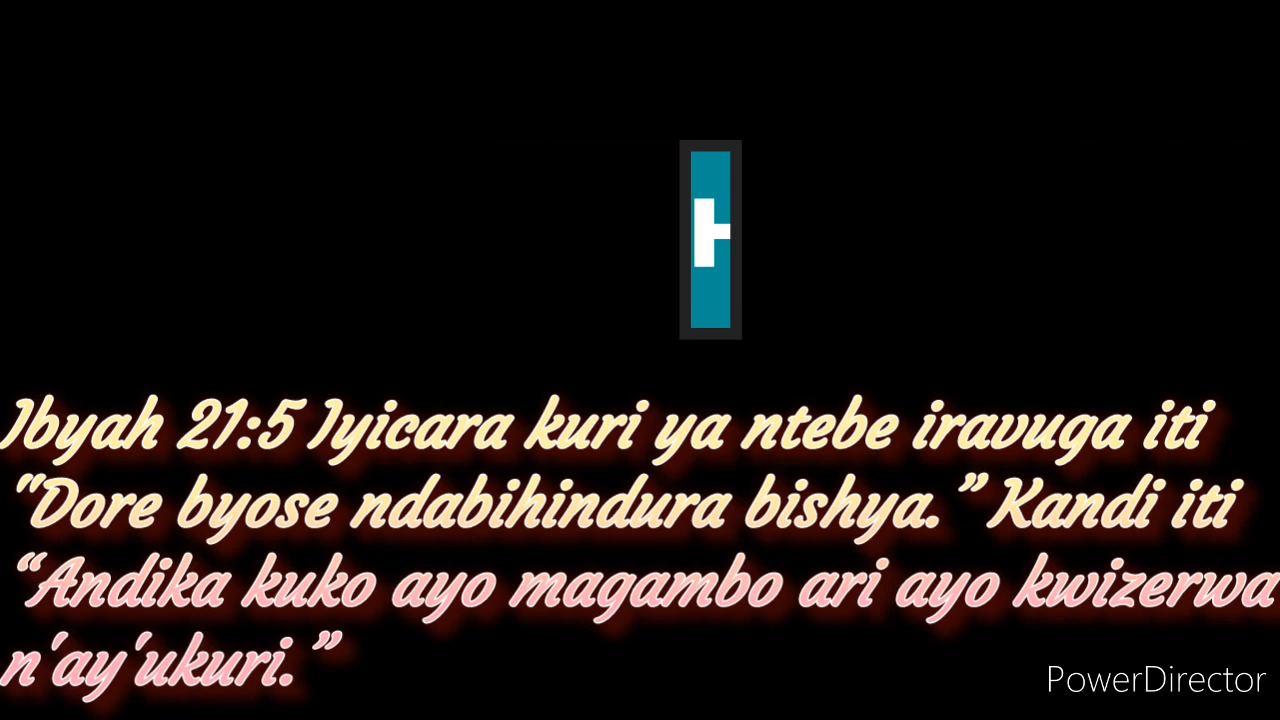 Ibyah 21:5 Iyicara kuri ya ntebe iravuga iti
"Dore byose ndabihindura bishya.” Kandi iti
“Andika kuko ayo magambo ari ayo kwizerwa
n'ay'ukuri.”
PowerDirector